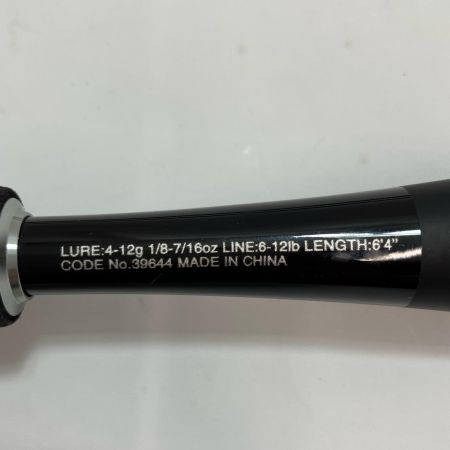 LURE:4-12g 1/8-7/16oz LINE:6-12lb LENGTH:6'4"
CODE No.39644 MADE IN CHINA